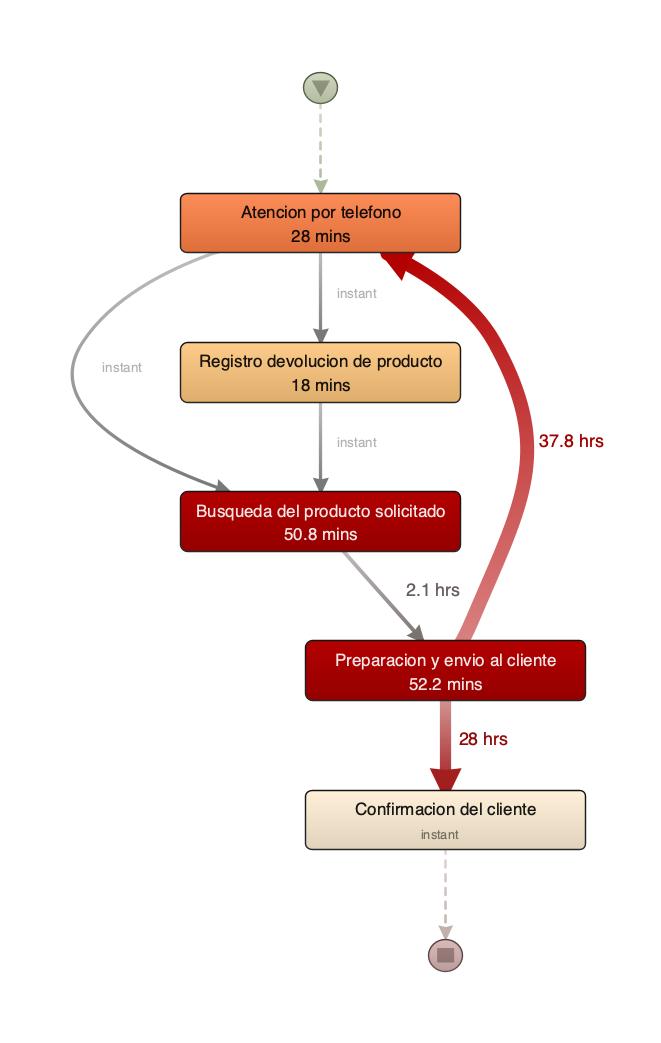 Atencion por telefono
28 mins
instant
instant
Registro devolucion de producto
18 mins
instant
37.8 hrs
Busqueda del producto solicitado
50.8 mins
2.1 hrs
Preparacion y envio al cliente
52.2 mins
28 hrs
Confirmacion del cliente
instant